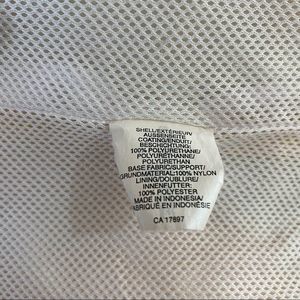 SHELL/EXTÉRIEUR/
AUSSENSEITE
COATING/ENDUIT/
BESCHICHTUNG:
100% POLYURETHANE/
POLYURÉTHANNE/
POLYURETHAN
BASE FABRIC/SUPPORT/
GRUNDMATERIAL:100% NYLON
LINING/DOUBLURE/
INNENFUTTER:
100% POLYESTER
MADE IN INDONESIA/
FABRIQUÉ EN INDONÉSIE
CA 17897